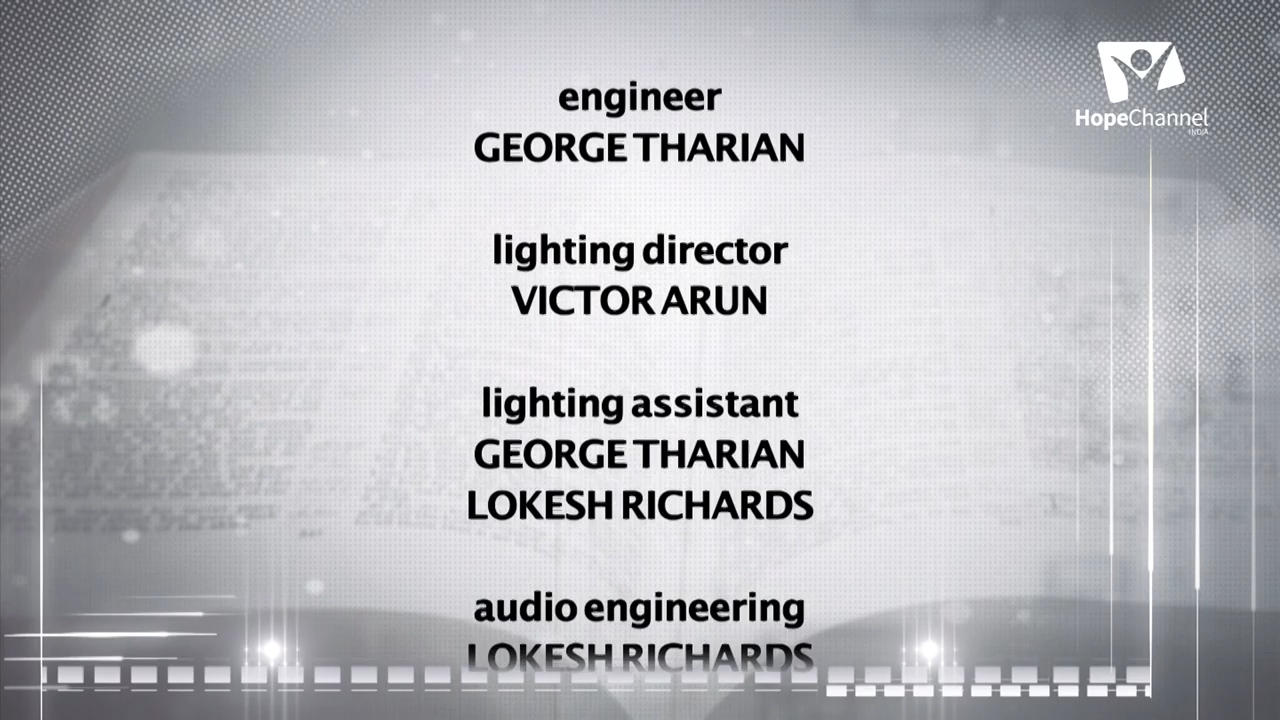 engineer
GEORGE THARIAN
lighting director
VICTOR ARUN
lighting assistant
GEORGE THARIAN
LOKESH RICHARDS
audio engineering
LOKESH RICHARDS
HopeChannel
INDIA